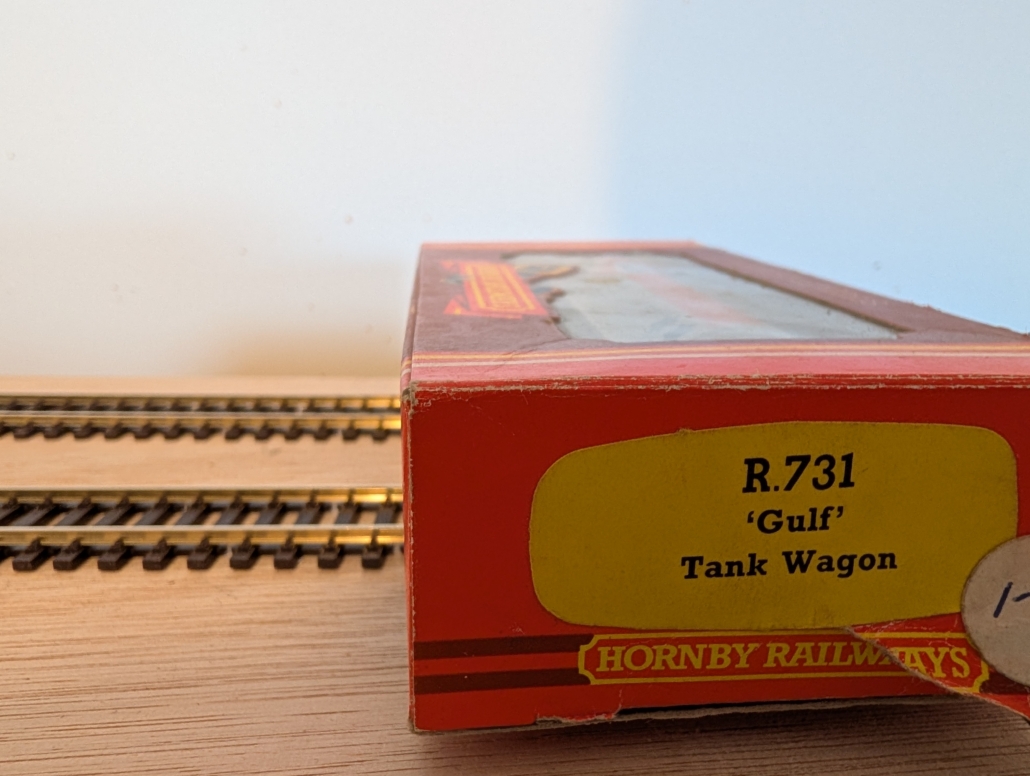 R.731
‘Gulf’
Tank Wagon
HORNBY RAILWAYS